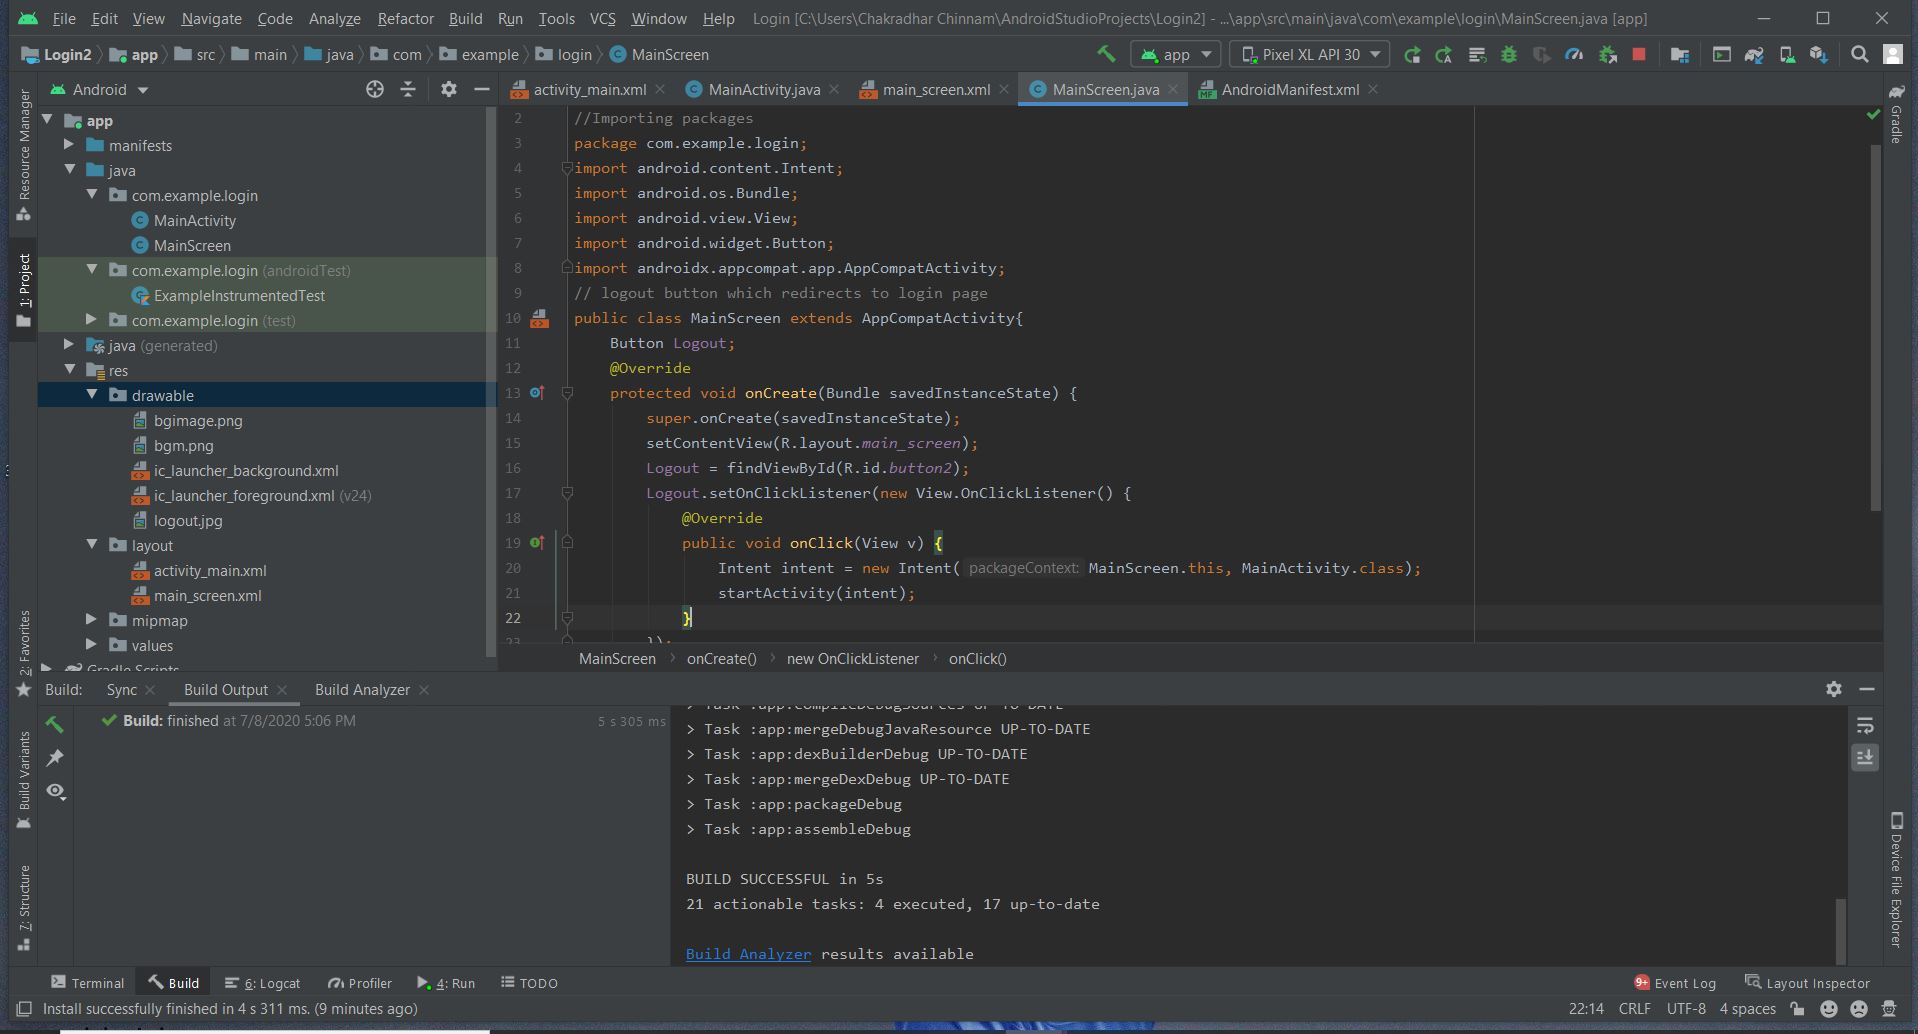 File Edit View Navigate Code Analyze Refactor Build Run Tools VCS Window Help Login [C:\Users\Chakradhar Chinnam\AndroidStudioProjects\Login2] - ...\app\src\main\java\com\example\login\MainScreen.java [app]
Login2 app src main java com example login MainScreen app Pixel XL API 30
Android
activity_main.xml MainActivity.java main_screen.xml MainScreen.java AndroidManifest.xml
Resource Manager
1: Project
2: Favorites
Build Variants
7: Structure
app
manifests
java
com.example.login
MainActivity
MainScreen
com.example.login (androidTest)
ExampleInstrumentedTest
com.example.login (test)
java (generated)
res
drawable
bgimage.png
bgm.png
ic_launcher_background.xml
ic_launcher_foreground.xml (v24)
logout.jpg
layout
activity_main.xml
main_screen.xml
mipmap
values
Gradle Scripts
2 //Importing packages
3 package com.example.login;
4 import android.content.Intent;
5 import android.os.Bundle;
6 import android.view.View;
7 import android.widget.Button;
8 import androidx.appcompat.app.AppCompatActivity;
9 // logout button which redirects to login page
10 public class MainScreen extends AppCompatActivity{
11 Button Logout;
12 @Override
13 protected void onCreate(Bundle savedInstanceState) {
14 super.onCreate(savedInstanceState);
15 setContentView(R.layout.main_screen);
16 Logout = findViewById(R.id.button2);
17 Logout.setOnClickListener(new View.OnClickListener() {
18 @Override
19 public void onClick(View v) {
20 Intent intent = new Intent( packageContext: MainScreen.this, MainActivity.class);
21 startActivity(intent);
22 }
23 });
MainScreen onCreate() new OnClickListener onClick()
Gradle
Device File Explorer
Build: Sync Build Output Build Analyzer
Build: finished at 7/8/2020 5:06 PM 5 s 305 ms
> Task :app:compileDebugSources UP-TO-DATE
> Task :app:mergeDebugJavaResource UP-TO-DATE
> Task :app:dexBuilderDebug UP-TO-DATE
> Task :app:mergeDexDebug UP-TO-DATE
> Task :app:packageDebug
> Task :app:assembleDebug
BUILD SUCCESSFUL in 5s
21 actionable tasks: 4 executed, 17 up-to-date
Build Analyzer results available
Terminal Build 6: Logcat Profiler 4: Run TODO 9+ Event Log Layout Inspector
Install successfully finished in 4 s 311 ms. (9 minutes ago) 22:14 CRLF UTF-8 4 spaces